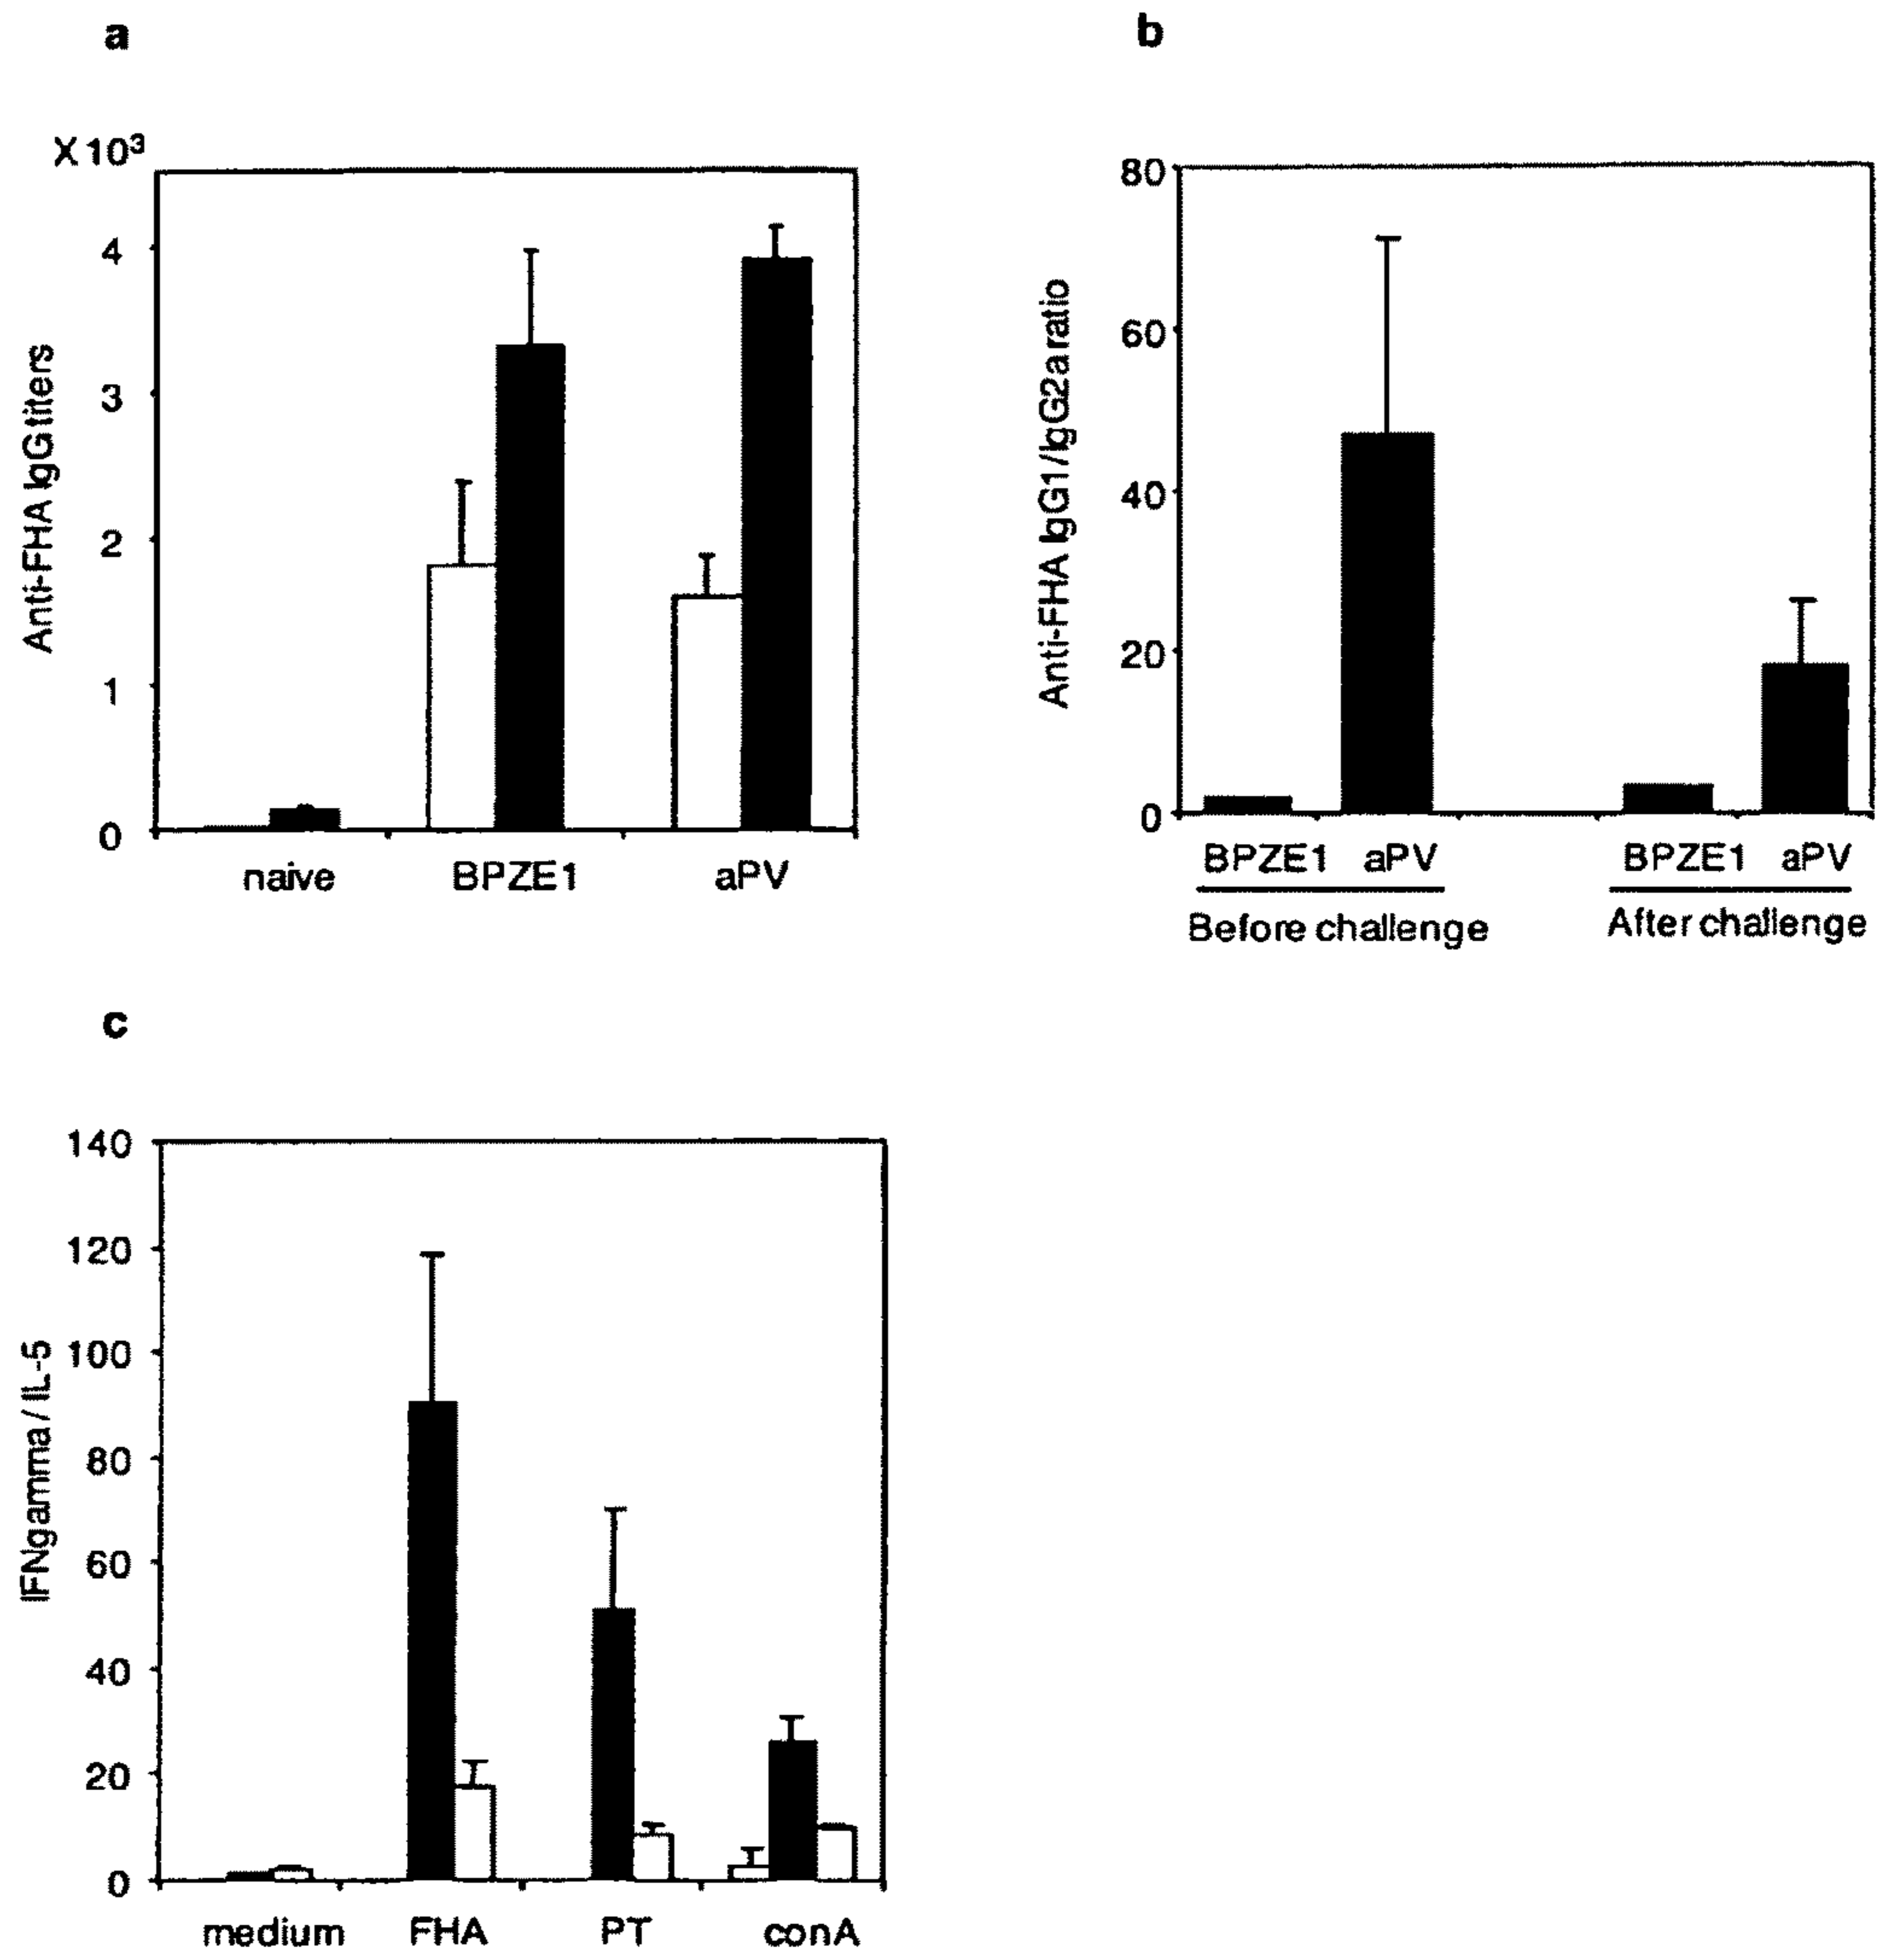 a
X 10³
Anti-FHA IgG titers
4
3
2
1
0
naive BPZE1 aPV
b
Anti-FHA IgG1/IgG2a ratio
80
60
40
20
0
BPZE1 aPV BPZE1 aPV
Before challenge After challenge
c
IFNgamma / IL-5
140
120
100
80
60
40
20
0
medium FHA PT conA